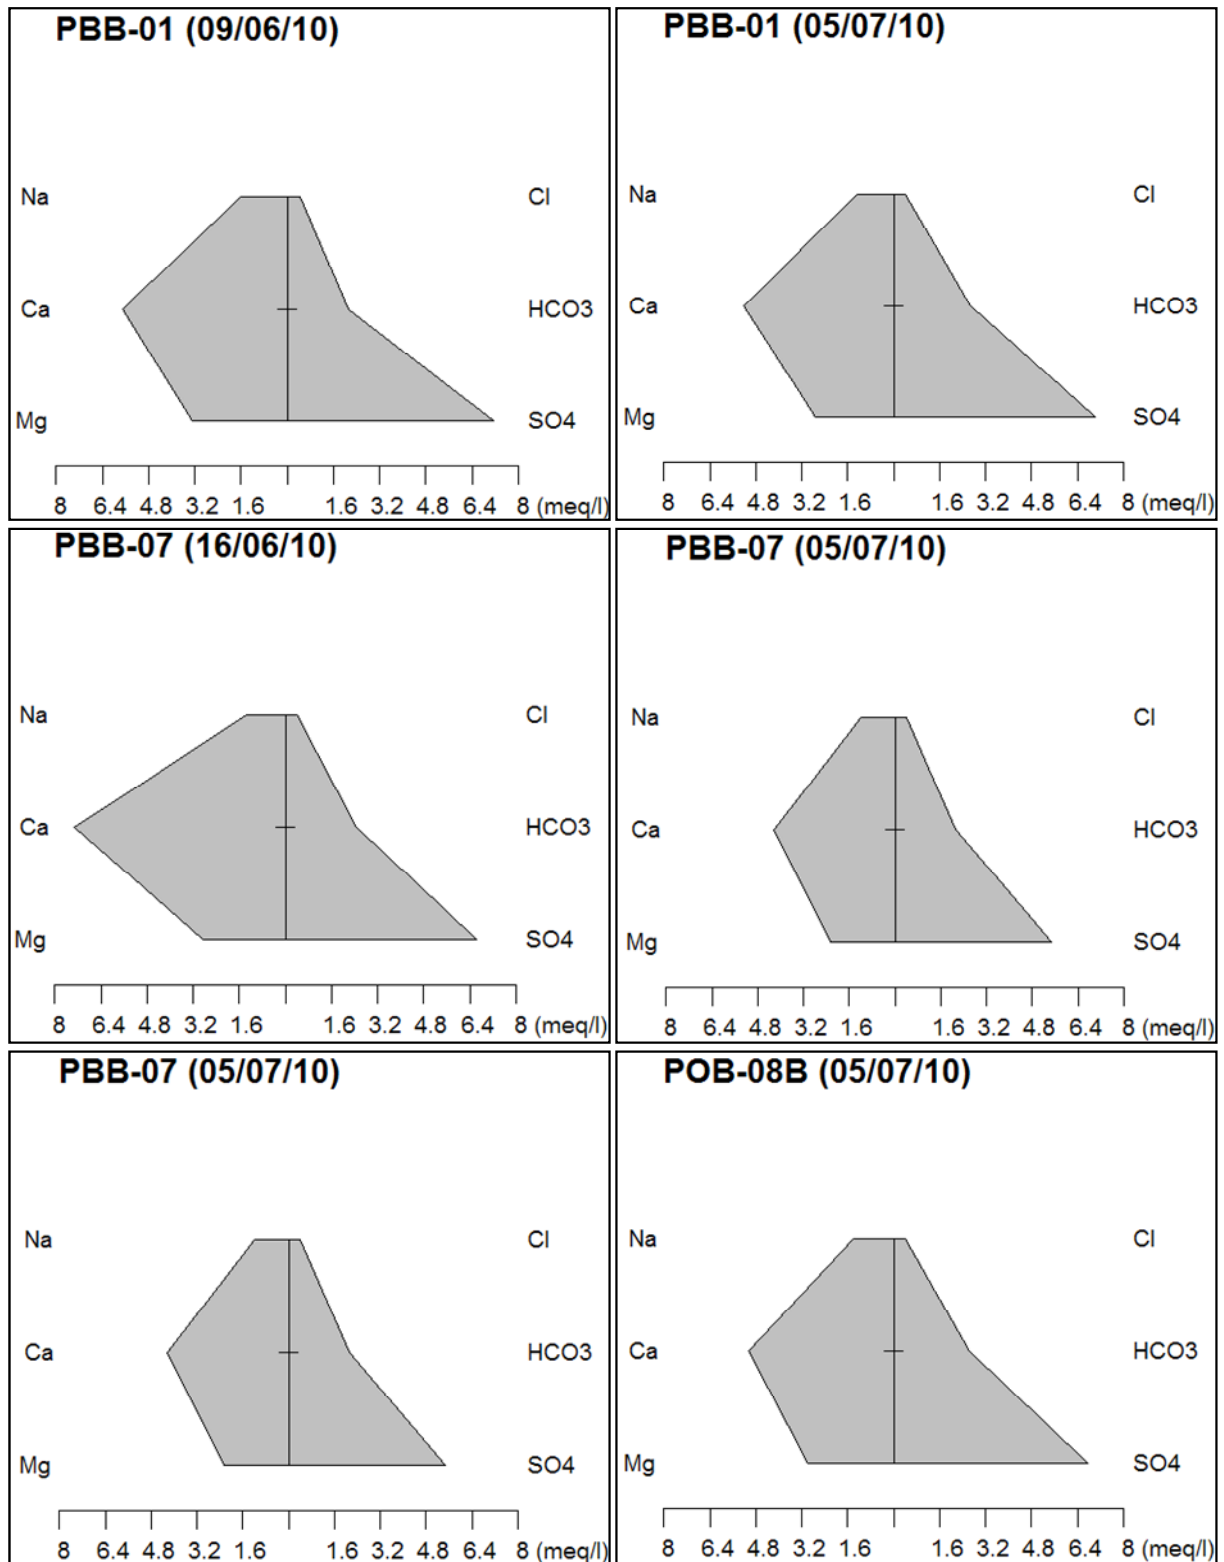 PBB-01 (09/06/10)
Na Cl
Ca HCO3
Mg SO4
8 6.4 4.8 3.2 1.6 1.6 3.2 4.8 6.4 8 (meq/l)
PBB-01 (05/07/10)
Na Cl
Ca HCO3
Mg SO4
8 6.4 4.8 3.2 1.6 1.6 3.2 4.8 6.4 8 (meq/l)
PBB-07 (16/06/10)
Na Cl
Ca HCO3
Mg SO4
8 6.4 4.8 3.2 1.6 1.6 3.2 4.8 6.4 8 (meq/l)
PBB-07 (05/07/10)
Na Cl
Ca HCO3
Mg SO4
8 6.4 4.8 3.2 1.6 1.6 3.2 4.8 6.4 8 (meq/l)
PBB-07 (05/07/10)
Na Cl
Ca HCO3
Mg SO4
8 6.4 4.8 3.2 1.6 1.6 3.2 4.8 6.4 8 (meq/l)
POB-08B (05/07/10)
Na Cl
Ca HCO3
Mg SO4
8 6.4 4.8 3.2 1.6 1.6 3.2 4.8 6.4 8 (meq/l)